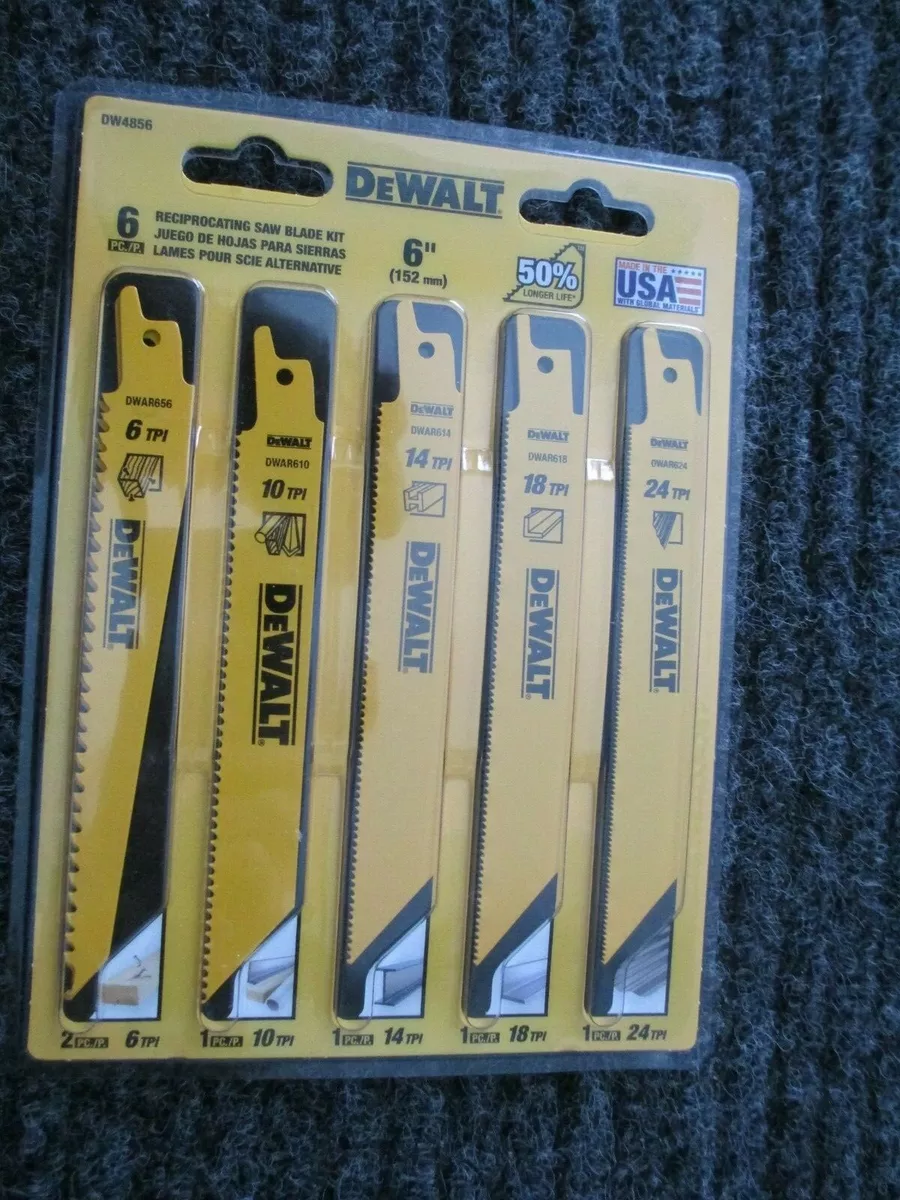 DW4856
DEWALT®
6
PC./P.
RECIPROCATING SAW BLADE KIT
JUEGO DE HOJAS PARA SIERRAS
LAMES POUR SCIE ALTERNATIVE
6"
(152 mm)
50%
LONGER LIFE*
MADE IN THE
USA
WITH GLOBAL MATERIALS
DWAR656
6 TPI
DEWALT
DEWALT
DWAR610
10 TPI
DEWALT®
DEWALT
DWAR614
14 TPI
DEWALT
DEWALT
DWAR618
18 TPI
DEWALT
DEWALT
DWAR624
24 TPI
DEWALT
2 PC./P. 6 TPI
1 PC./P. 10 TPI
1 PC./P. 14 TPI
1 PC./P. 18 TPI
1 PC./P. 24 TPI